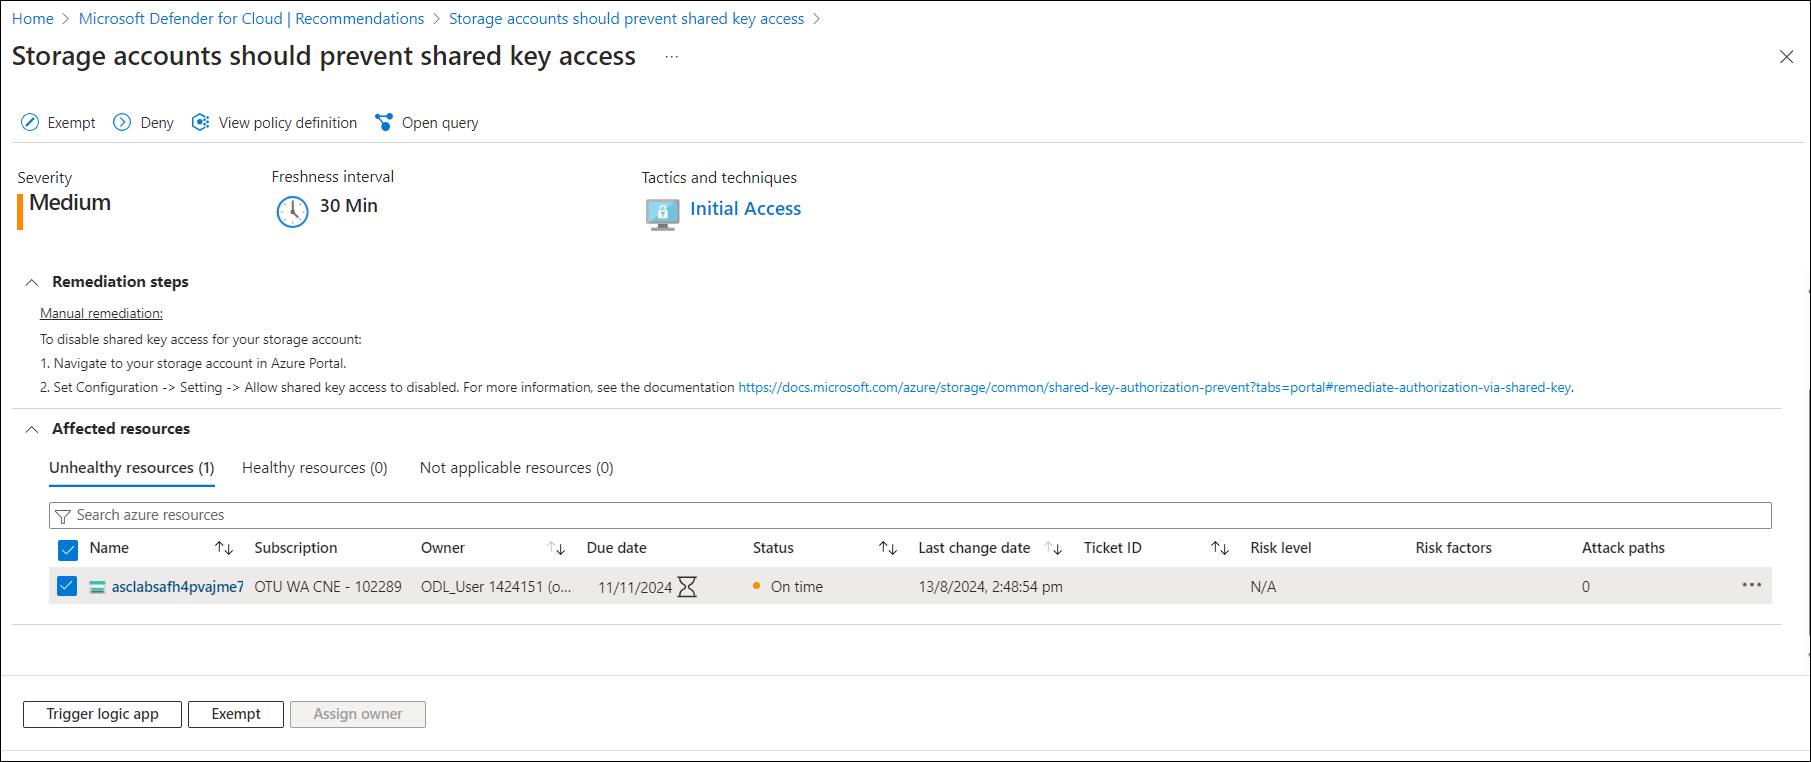 Home > Microsoft Defender for Cloud | Recommendations > Storage accounts should prevent shared key access >
Storage accounts should prevent shared key access ...
Exempt Deny View policy definition Open query
Severity Freshness interval Tactics and techniques
Medium 30 Min Initial Access
Remediation steps
Manual remediation:
To disable shared key access for your storage account:
1. Navigate to your storage account in Azure Portal.
2. Set Configuration -> Setting -> Allow shared key access to disabled. For more information, see the documentation https://docs.microsoft.com/azure/storage/common/shared-key-authorization-prevent?tabs=portal#remediate-authorization-via-shared-key.
Affected resources
Unhealthy resources (1) Healthy resources (0) Not applicable resources (0)
Search azure resources
Name Subscription Owner Due date Status Last change date Ticket ID Risk level Risk factors Attack paths
asclabsafh4pvajme7 OTU WA CNE - 102289 ODL_User 1424151 (o... 11/11/2024 On time 13/8/2024, 2:48:54 pm N/A 0
Trigger logic app Exempt Assign owner